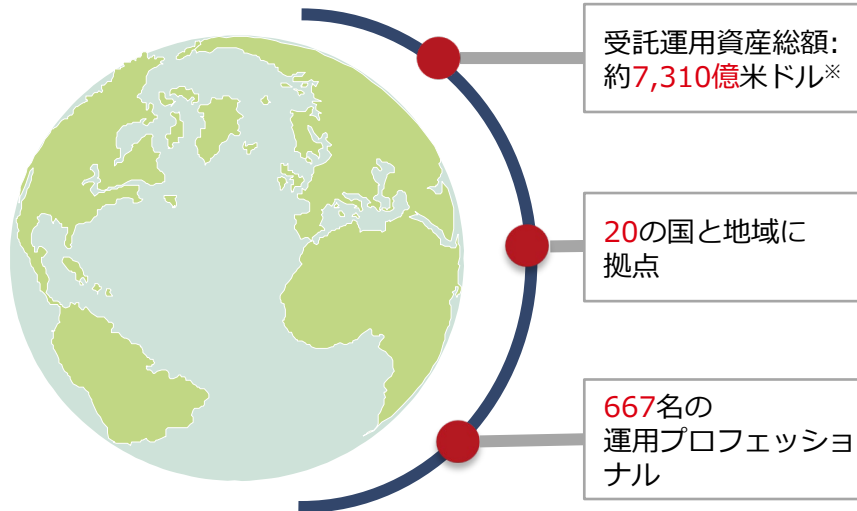 受託運用資産総額:
約7,310億米ドル※
20の国と地域に
拠点
667名の
運用プロフェッショ
ナル